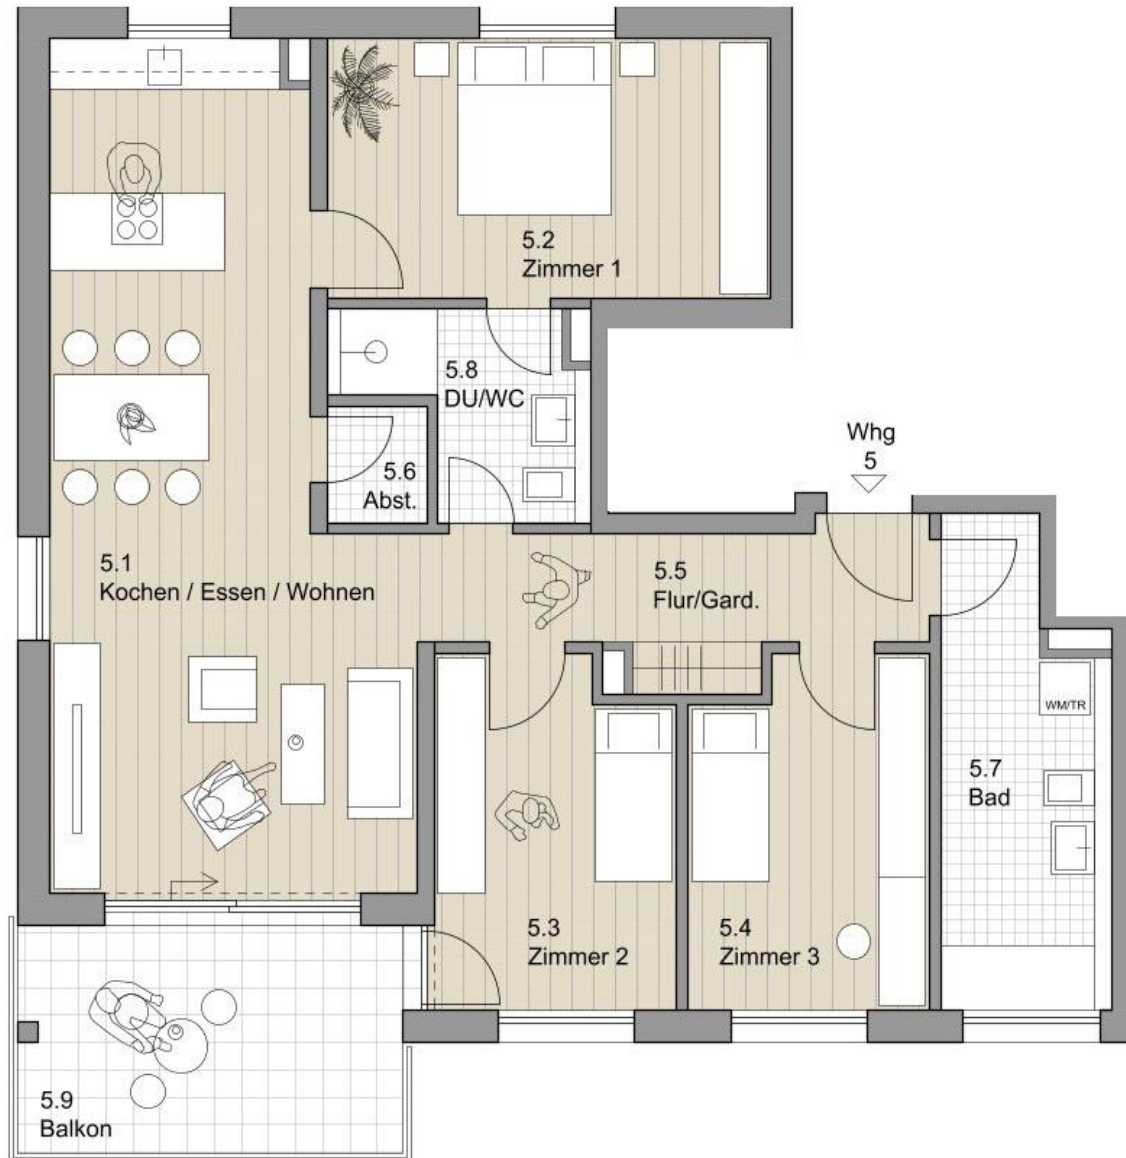 5.2
Zimmer 1
5.8
DU/WC
Whg
5
5.6
Abst.
5.1
Kochen / Essen / Wohnen
5.5
Flur/Gard.
WM/TR
5.7
Bad
5.3
Zimmer 2
5.4
Zimmer 3
5.9
Balkon